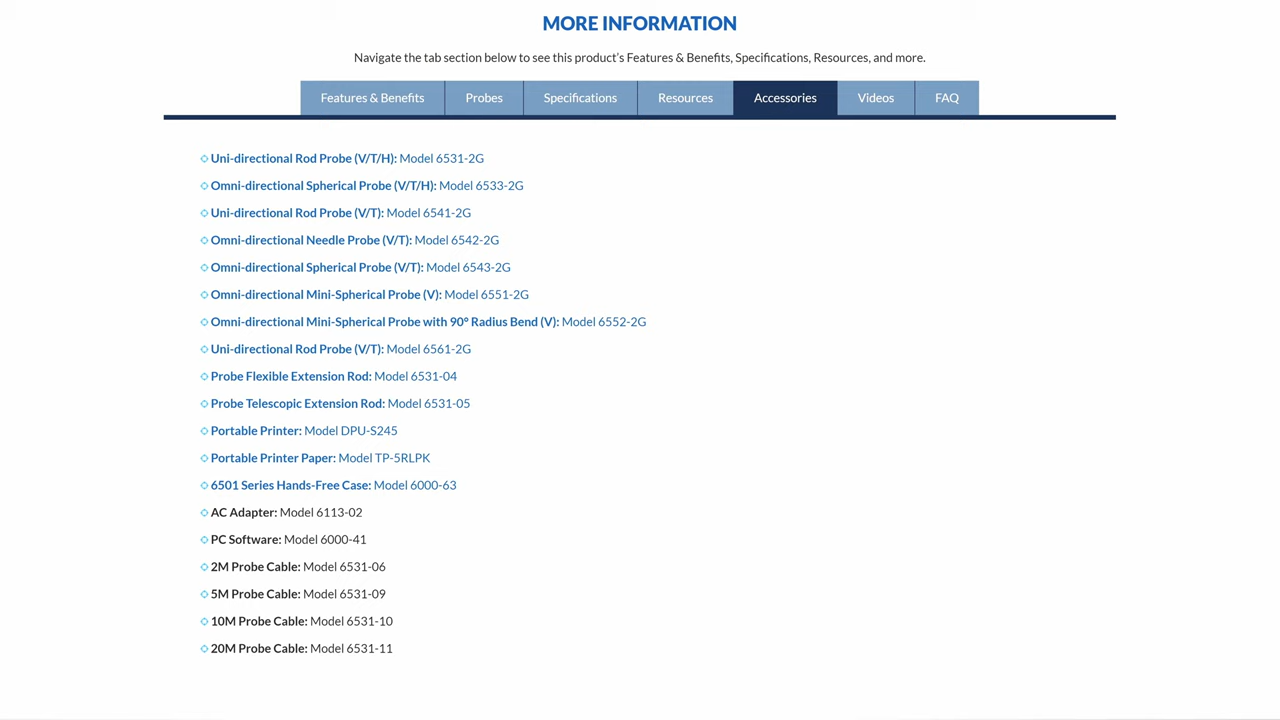 MORE INFORMATION
Navigate the tab section below to see this product's Features & Benefits, Specifications, Resources, and more.
Features & Benefits Probes Specifications Resources Accessories Videos FAQ
Uni-directional Rod Probe (V/T/H): Model 6531-2G
Omni-directional Spherical Probe (V/T/H): Model 6533-2G
Uni-directional Rod Probe (V/T): Model 6541-2G
Omni-directional Needle Probe (V/T): Model 6542-2G
Omni-directional Spherical Probe (V/T): Model 6543-2G
Omni-directional Mini-Spherical Probe (V): Model 6551-2G
Omni-directional Mini-Spherical Probe with 90° Radius Bend (V): Model 6552-2G
Uni-directional Rod Probe (V/T): Model 6561-2G
Probe Flexible Extension Rod: Model 6531-04
Probe Telescopic Extension Rod: Model 6531-05
Portable Printer: Model DPU-S245
Portable Printer Paper: Model TP-5RLPK
6501 Series Hands-Free Case: Model 6000-63
AC Adapter: Model 6113-02
PC Software: Model 6000-41
2M Probe Cable: Model 6531-06
5M Probe Cable: Model 6531-09
10M Probe Cable: Model 6531-10
20M Probe Cable: Model 6531-11